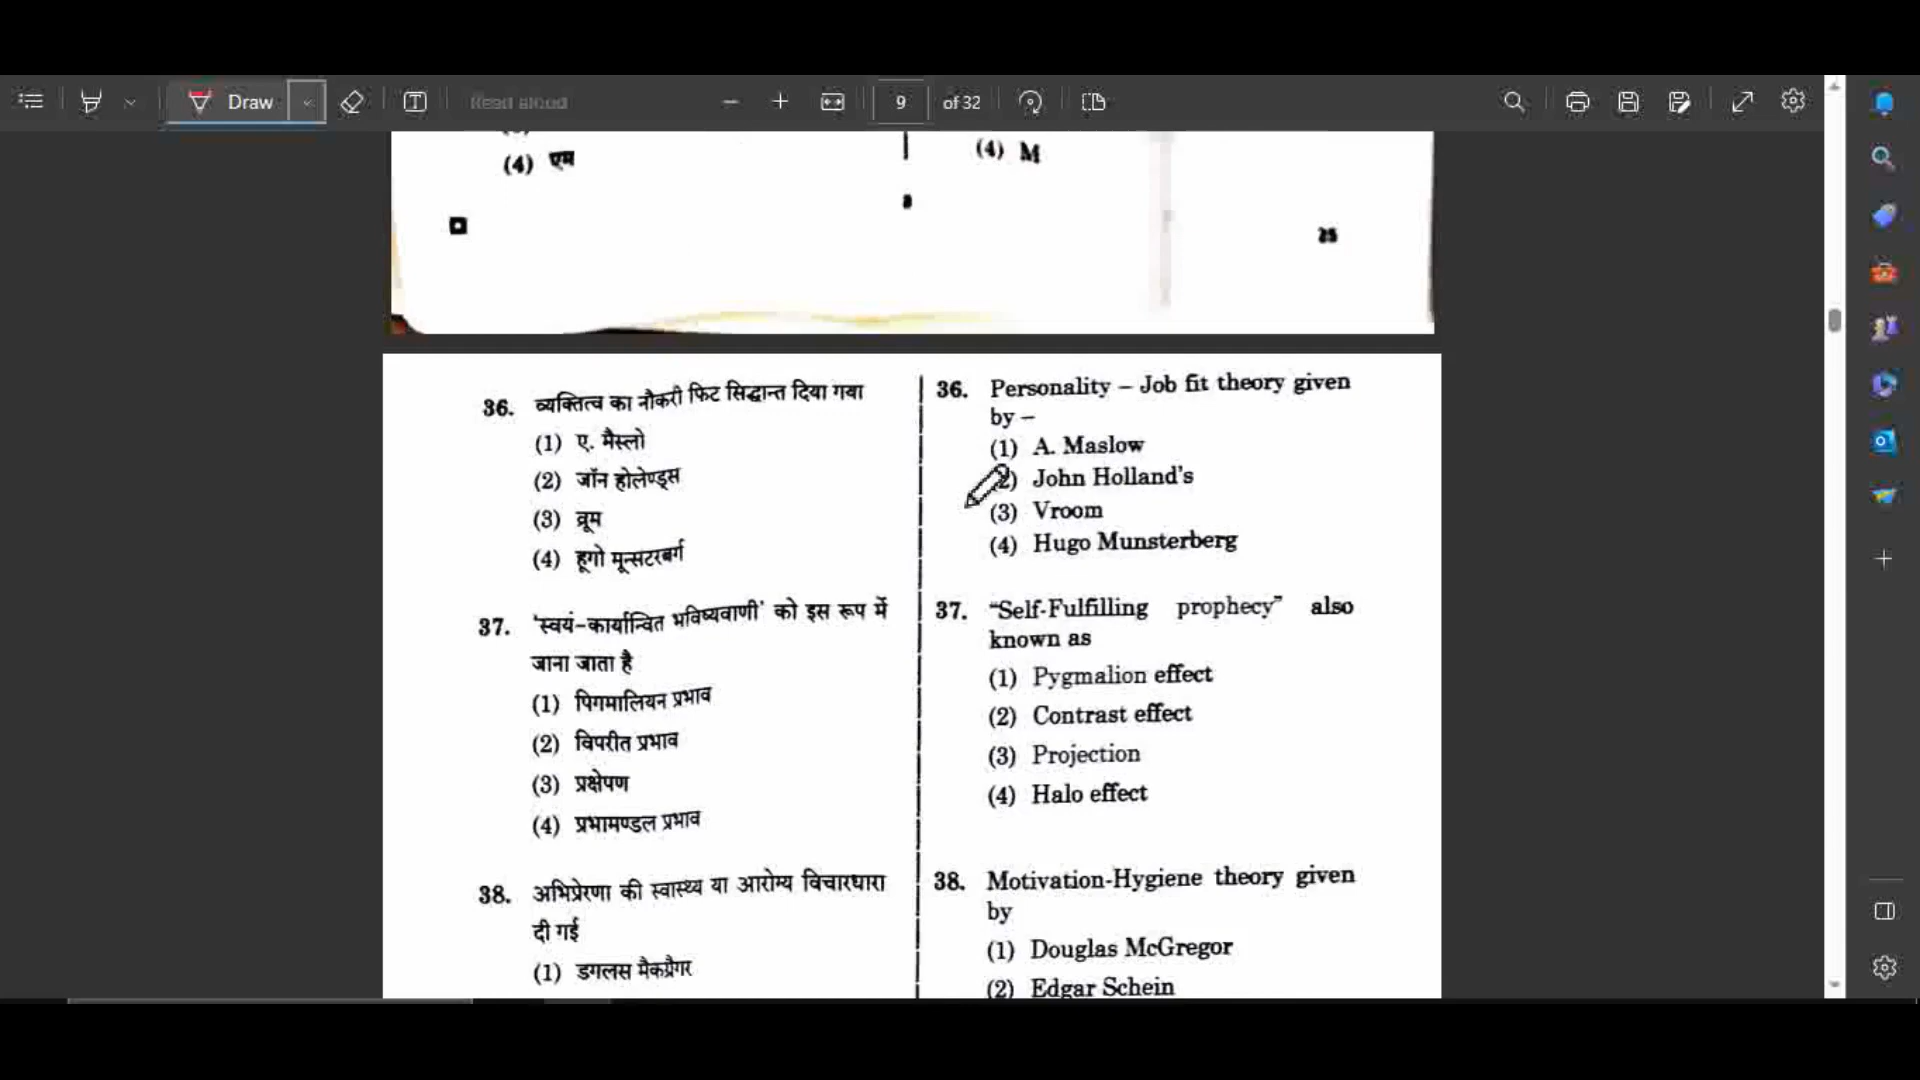 Draw
Read aloud
9
of 32
(4) एम
(4) M
36. व्यक्तित्व का नौकरी फिट सिद्धान्त दिया गया
(1) ए. मैस्लो
(2) जॉन होलेण्ड्स
(3) व्रूम
(4) हूगो मून्सटरबर्ग
37. 'स्वयं-कार्यान्वित भविष्यवाणी' को इस रूप में
जाना जाता है
(1) पिगमालियन प्रभाव
(2) विपरीत प्रभाव
(3) प्रक्षेपण
(4) प्रभामण्डल प्रभाव
38. अभिप्रेरणा की स्वास्थ्य या आरोग्य विचारधारा
दी गई
(1) डगलस मैकग्रैगर
36. Personality – Job fit theory given
by –
(1) A. Maslow
(2) John Holland's
(3) Vroom
(4) Hugo Munsterberg
37. "Self-Fulfilling prophecy" also
known as
(1) Pygmalion effect
(2) Contrast effect
(3) Projection
(4) Halo effect
38. Motivation-Hygiene theory given
by
(1) Douglas McGregor
(2) Edgar Schein